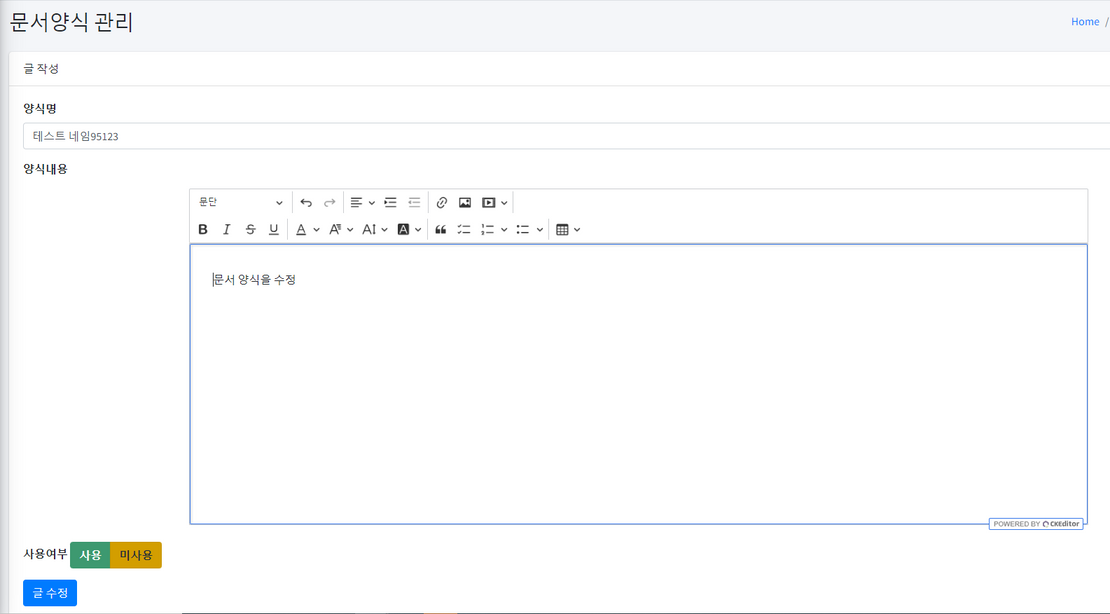 문서양식 관리
Home /
글 작성
양식명
테스트 네임95123
양식내용
문단
문서 양식을 수정
POWERED BY CKEditor
사용여부 사용 미사용
글 수정